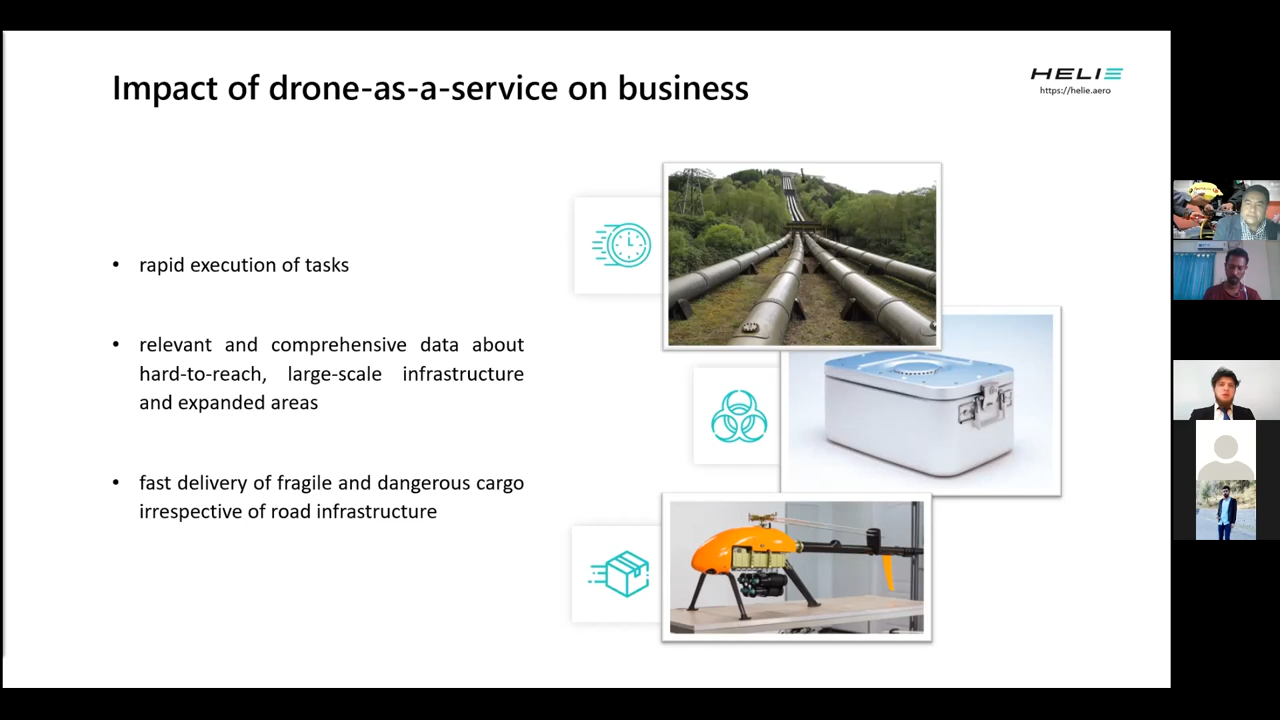 Impact of drone-as-a-service on business
HELIE
https://helie.aero
• rapid execution of tasks
• relevant and comprehensive data about
hard-to-reach, large-scale infrastructure
and expanded areas
• fast delivery of fragile and dangerous cargo
irrespective of road infrastructure